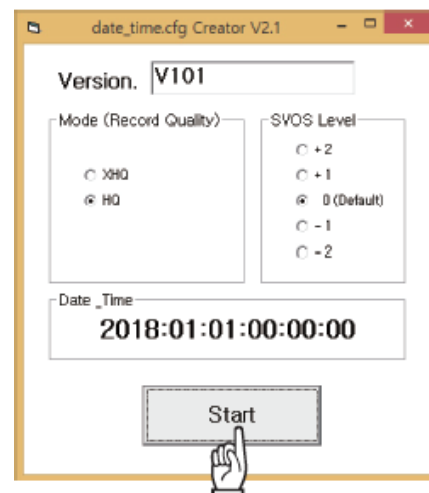 date_time.cfg Creator V2.1
Version. V101
Mode (Record Quality)
XHQ
HQ
SVOS Level
+2
+1
0 (Default)
-1
-2
Date _Time
2018:01:01:00:00:00
Start